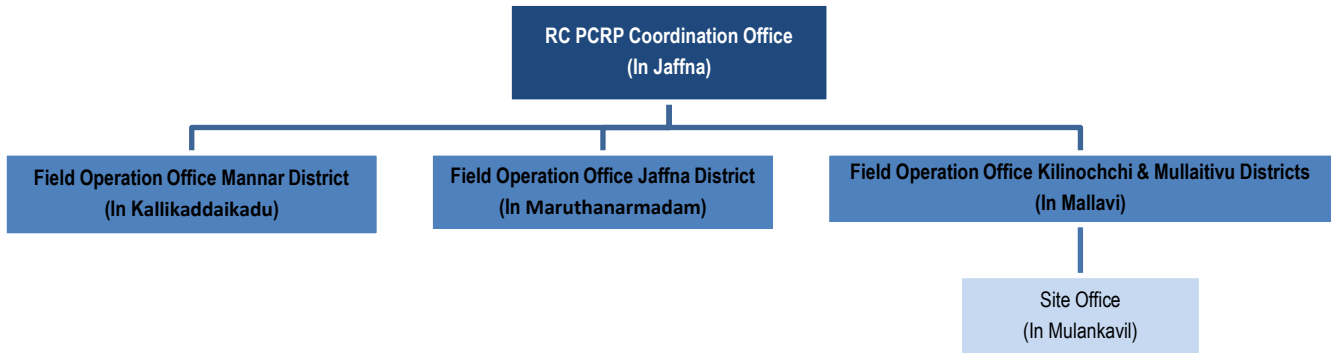 RC PCRP Coordination Office
(In Jaffna)
Field Operation Office Mannar District
(In Kallikaddaikadu)
Field Operation Office Jaffna District
(In Maruthanarmadam)
Field Operation Office Kilinochchi & Mullaitivu Districts
(In Mallavi)
Site Office
(In Mulankavil)